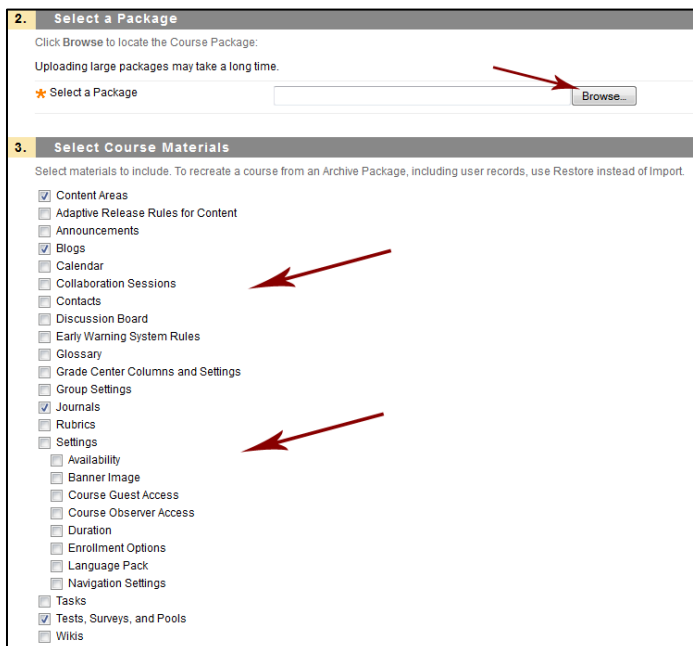 2. Select a Package
Click Browse to locate the Course Package:
Uploading large packages may take a long time.
Select a Package Browse...
3. Select Course Materials
Select materials to include. To recreate a course from an Archive Package, including user records, use Restore instead of Import.
Content Areas
Adaptive Release Rules for Content
Announcements
Blogs
Calendar
Collaboration Sessions
Contacts
Discussion Board
Early Warning System Rules
Glossary
Grade Center Columns and Settings
Group Settings
Journals
Rubrics
Settings
Availability
Banner Image
Course Guest Access
Course Observer Access
Duration
Enrollment Options
Language Pack
Navigation Settings
Tasks
Tests, Surveys, and Pools
Wikis